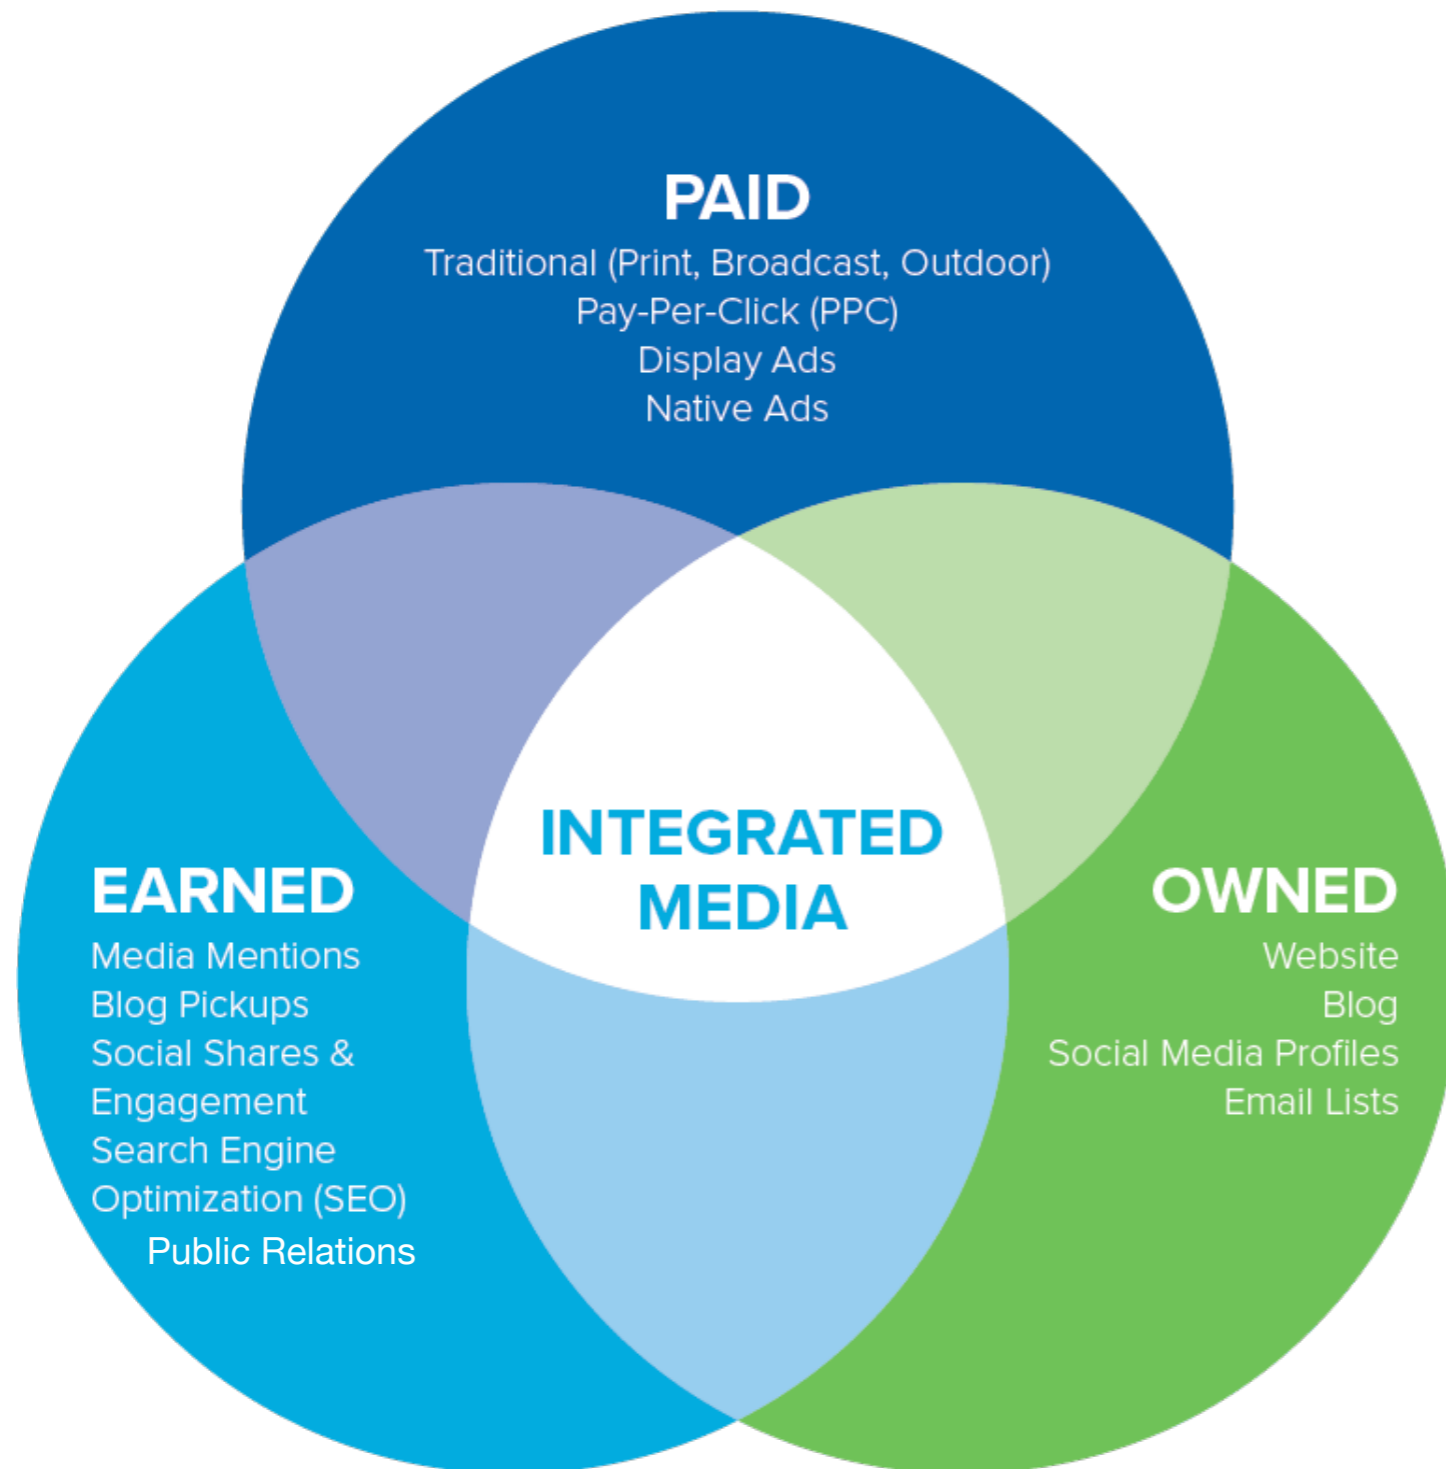 PAID
Traditional (Print, Broadcast, Outdoor)
Pay-Per-Click (PPC)
Display Ads
Native Ads
INTEGRATED
MEDIA
EARNED
Media Mentions
Blog Pickups
Social Shares &
Engagement
Search Engine
Optimization (SEO)
Public Relations
OWNED
Website
Blog
Social Media Profiles
Email Lists